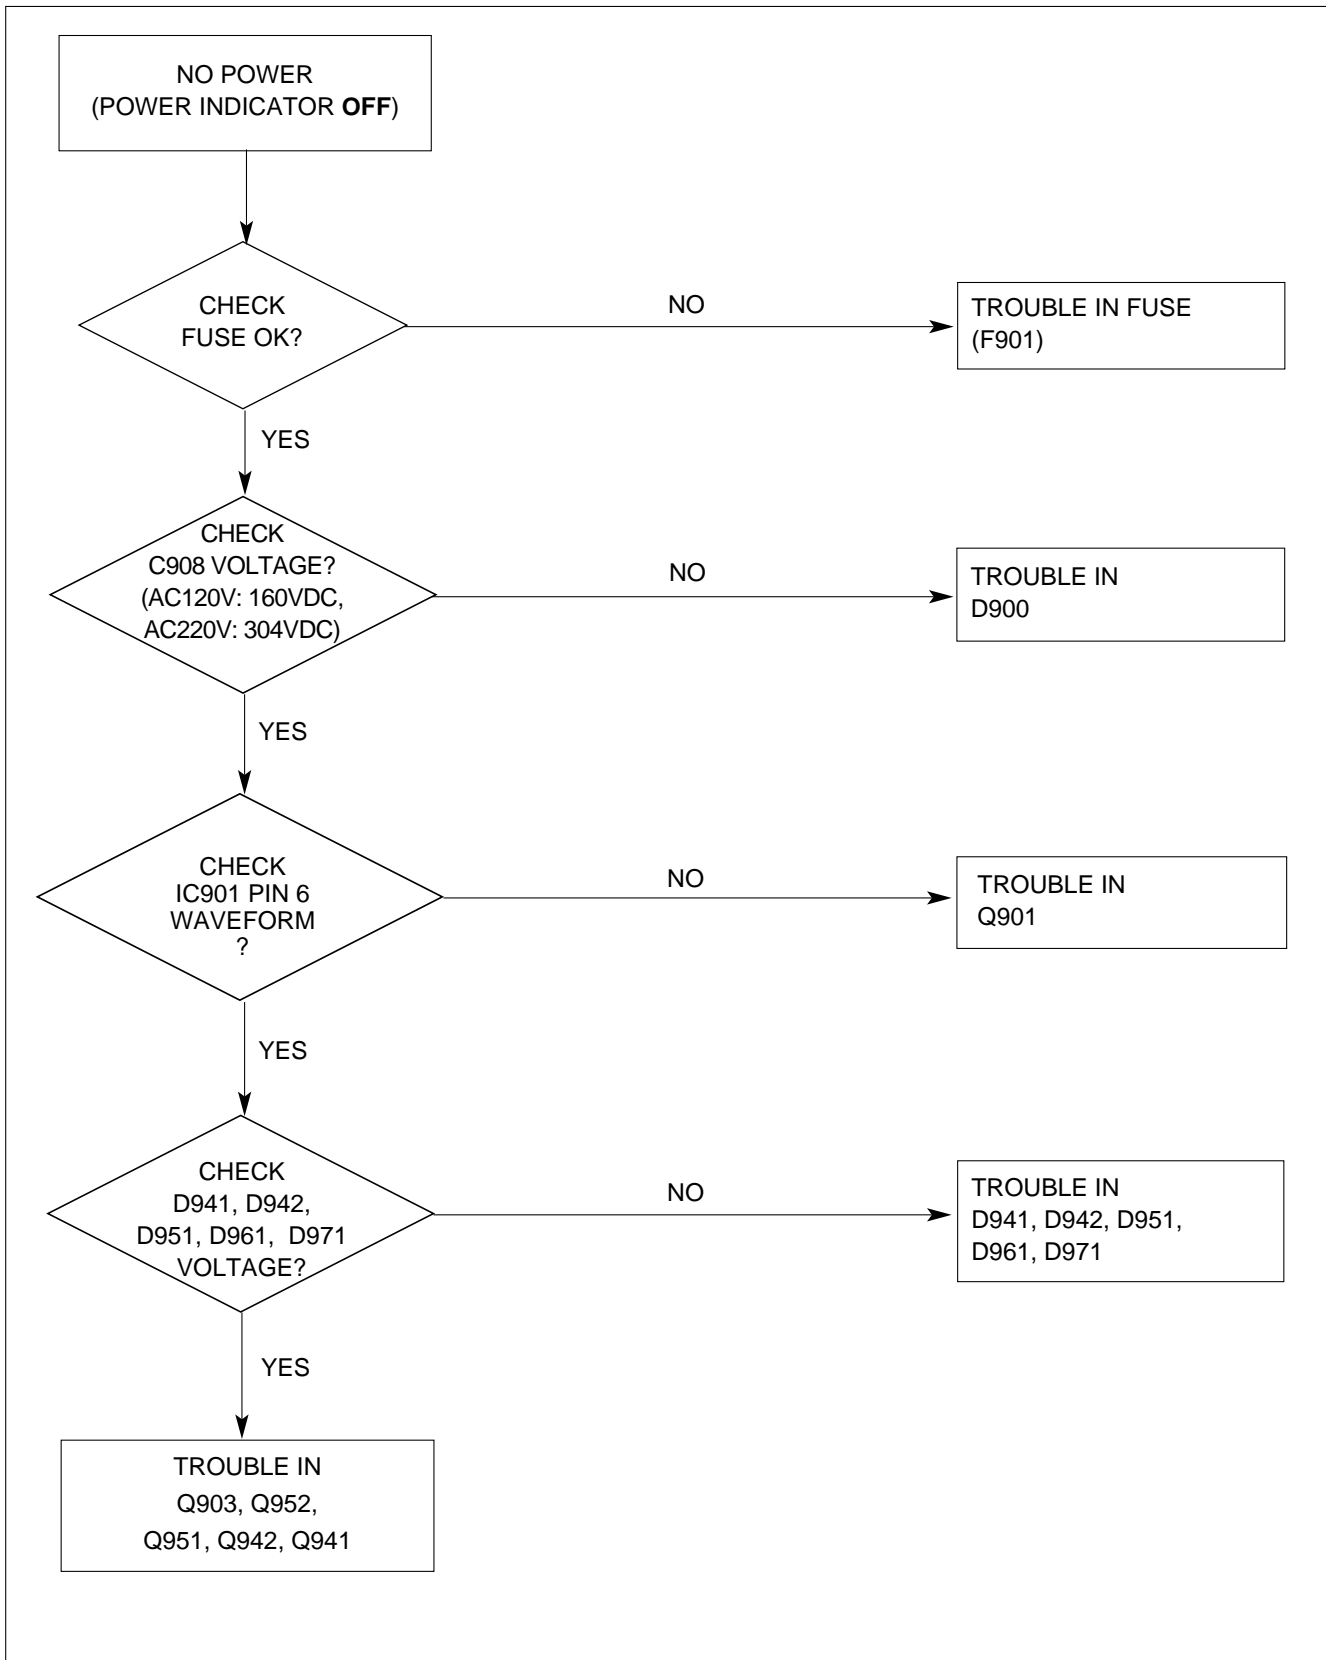 NO POWER
(POWER INDICATOR OFF)
CHECK
FUSE OK?
NO
TROUBLE IN FUSE
(F901)
YES
CHECK
C908 VOLTAGE?
(AC120V: 160VDC,
AC220V: 304VDC)
NO
TROUBLE IN
D900
YES
CHECK
IC901 PIN 6
WAVEFORM
?
NO
TROUBLE IN
Q901
YES
CHECK
D941, D942,
D951, D961, D971
VOLTAGE?
NO
TROUBLE IN
D941, D942, D951,
D961, D971
YES
TROUBLE IN
Q903, Q952,
Q951, Q942, Q941